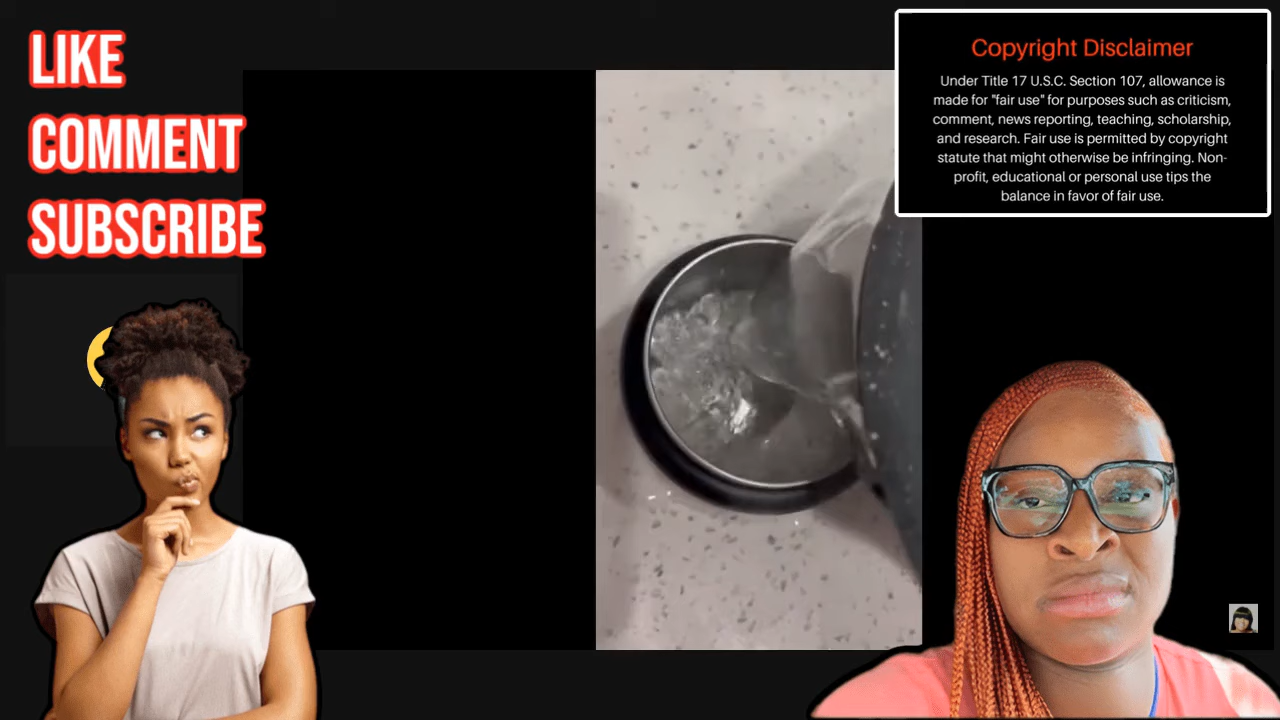 LIKE
COMMENT
SUBSCRIBE
Copyright Disclaimer
Under Title 17 U.S.C. Section 107, allowance is
made for "fair use" for purposes such as criticism,
comment, news reporting, teaching, scholarship,
and research. Fair use is permitted by copyright
statute that might otherwise be infringing. Non-
profit, educational or personal use tips the
balance in favor of fair use.